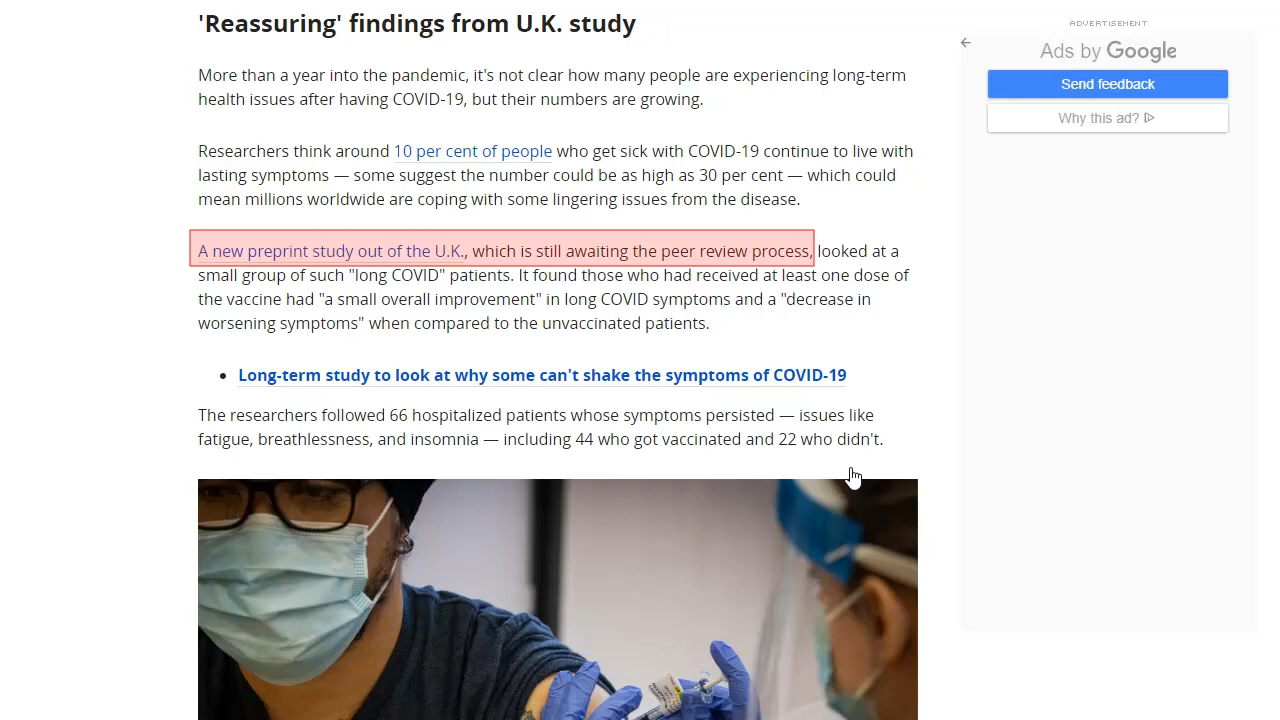 'Reassuring' findings from U.K. study
More than a year into the pandemic, it's not clear how many people are experiencing long-term
health issues after having COVID-19, but their numbers are growing.
Researchers think around 10 per cent of people who get sick with COVID-19 continue to live with
lasting symptoms — some suggest the number could be as high as 30 per cent — which could
mean millions worldwide are coping with some lingering issues from the disease.
A new preprint study out of the U.K., which is still awaiting the peer review process, looked at a
small group of such "long COVID" patients. It found those who had received at least one dose of
the vaccine had "a small overall improvement" in long COVID symptoms and a "decrease in
worsening symptoms" when compared to the unvaccinated patients.
Long-term study to look at why some can't shake the symptoms of COVID-19
The researchers followed 66 hospitalized patients whose symptoms persisted — issues like
fatigue, breathlessness, and insomnia — including 44 who got vaccinated and 22 who didn't.
ADVERTISEMENT
Ads by Google
Send feedback
Why this ad?